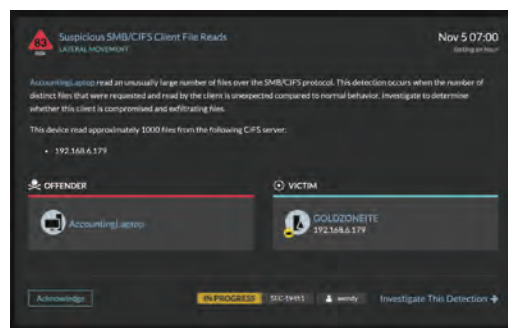 83
Suspicious SMB/CIFS Client File Reads
LATERAL MOVEMENT
Nov 5 07:00
lasting an hour
AccountingLaptop read an unusually large number of files over the SMB/CIFS protocol. This detection occurs when the number of
distinct files that were requested and read by the client is unexpected compared to normal behavior. Investigate to determine
whether this client is compromised and exfiltrating files.
This device read approximately 1000 files from the following CIFS server:
• 192.168.6.179
OFFENDER
VICTIM
AccountingLaptop
GOLDZONEITE
192.168.6.179
Acknowledge
IN PROGRESS
wendy
Investigate This Detection →